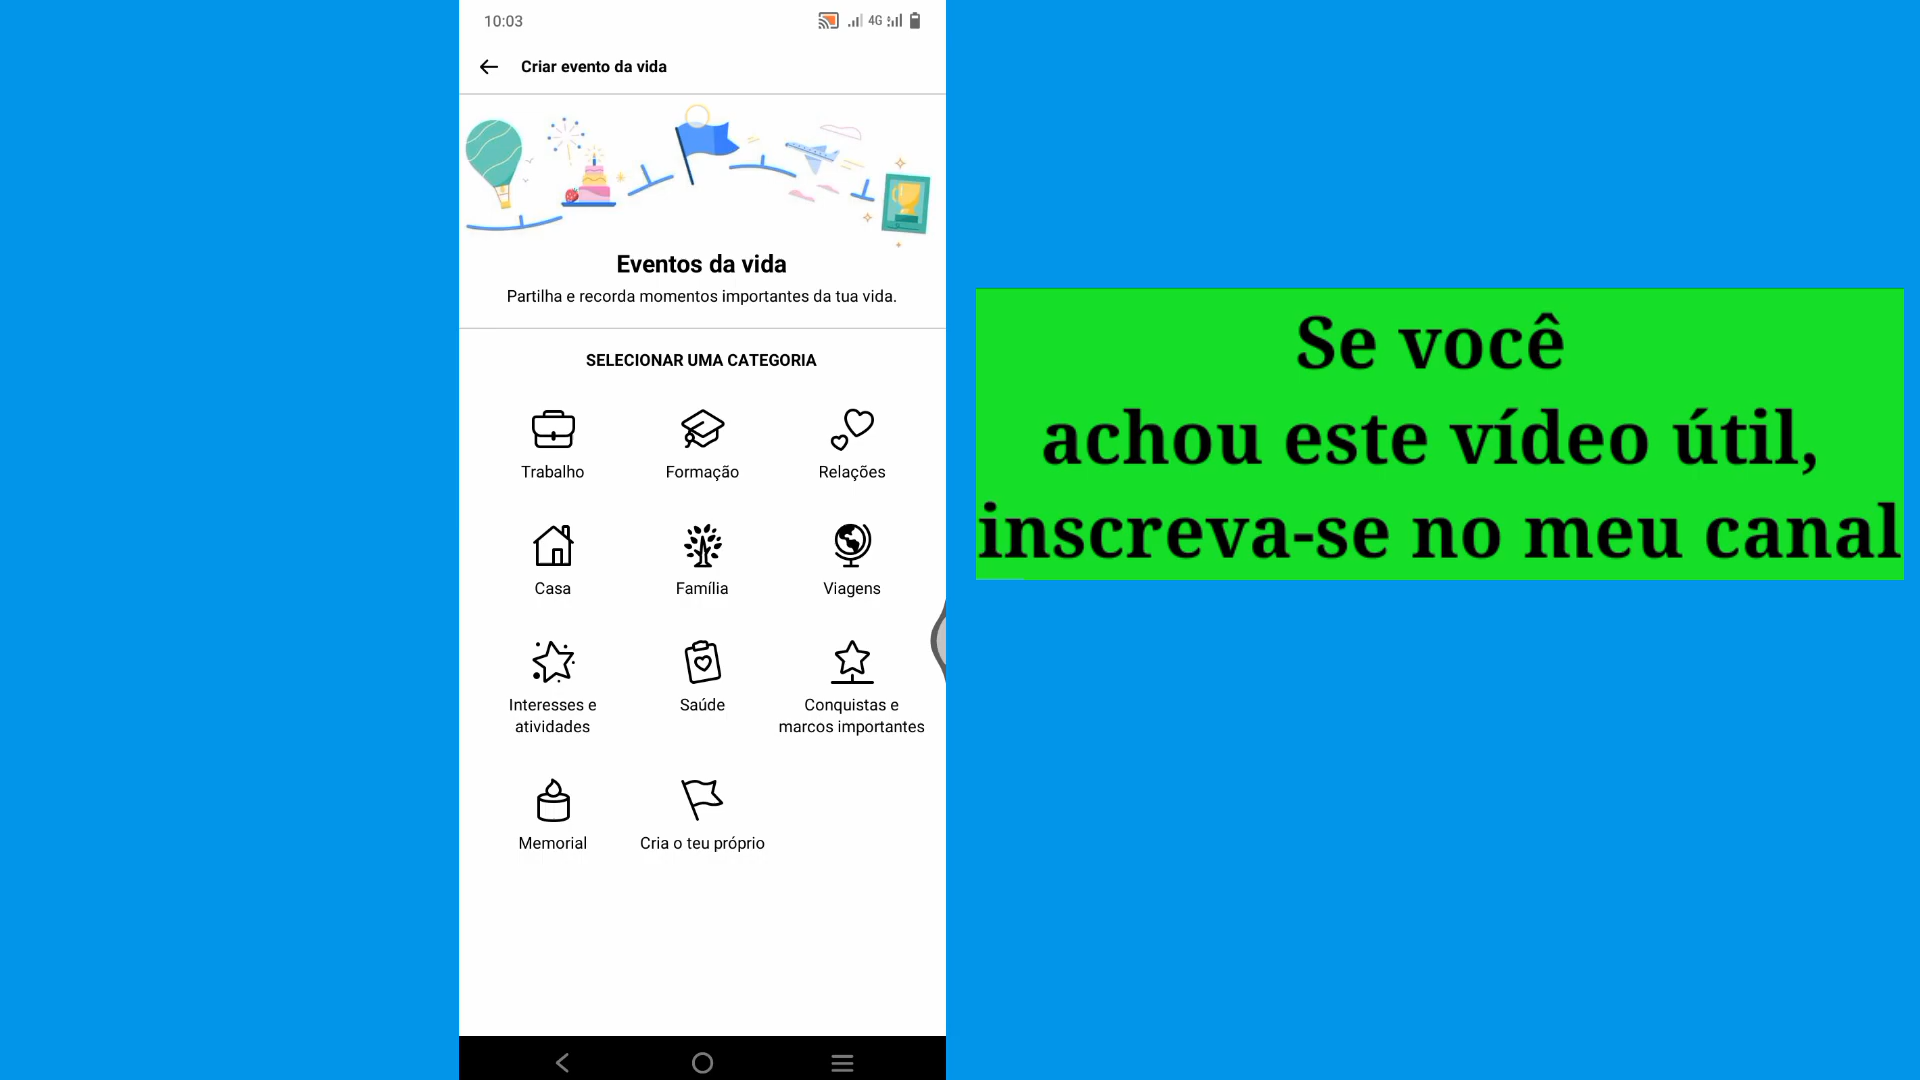 10:03
4G
Criar evento da vida
Eventos da vida
Partilha e recorda momentos importantes da tua vida.
SELECIONAR UMA CATEGORIA
Trabalho
Formação
Relações
Casa
Família
Viagens
Interesses e
atividades
Saúde
Conquistas e
marcos importantes
Memorial
Cria o teu próprio
Se você
achou este vídeo útil,
inscreva-se no meu canal